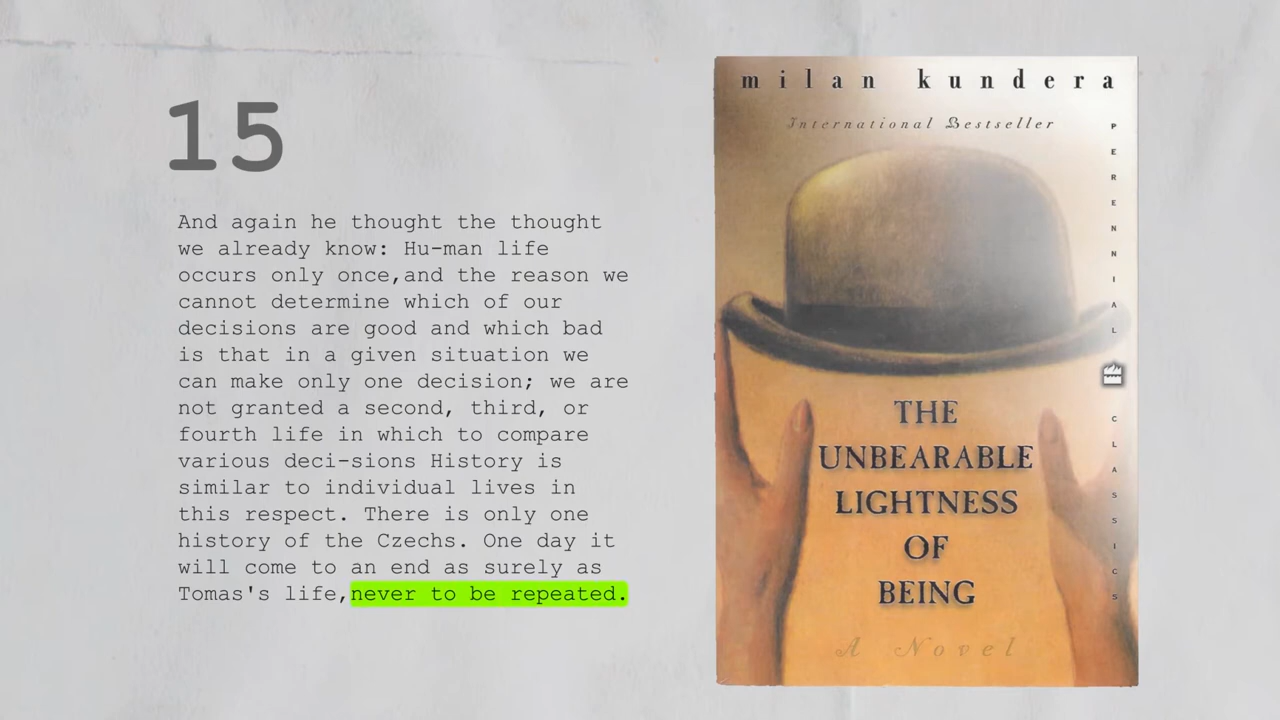 15
And again he thought the thought
we already know: Hu-man life
occurs only once,and the reason we
cannot determine which of our
decisions are good and which bad
is that in a given situation we
can make only one decision; we are
not granted a second, third, or
fourth life in which to compare
various deci-sions History is
similar to individual lives in
this respect. There is only one
history of the Czechs. One day it
will come to an end as surely as
Tomas's life,never to be repeated.
milan kundera
International Bestseller
PERENNIAL
CLASSICS
THE
UNBEARABLE
LIGHTNESS
OF
BEING
A Novel